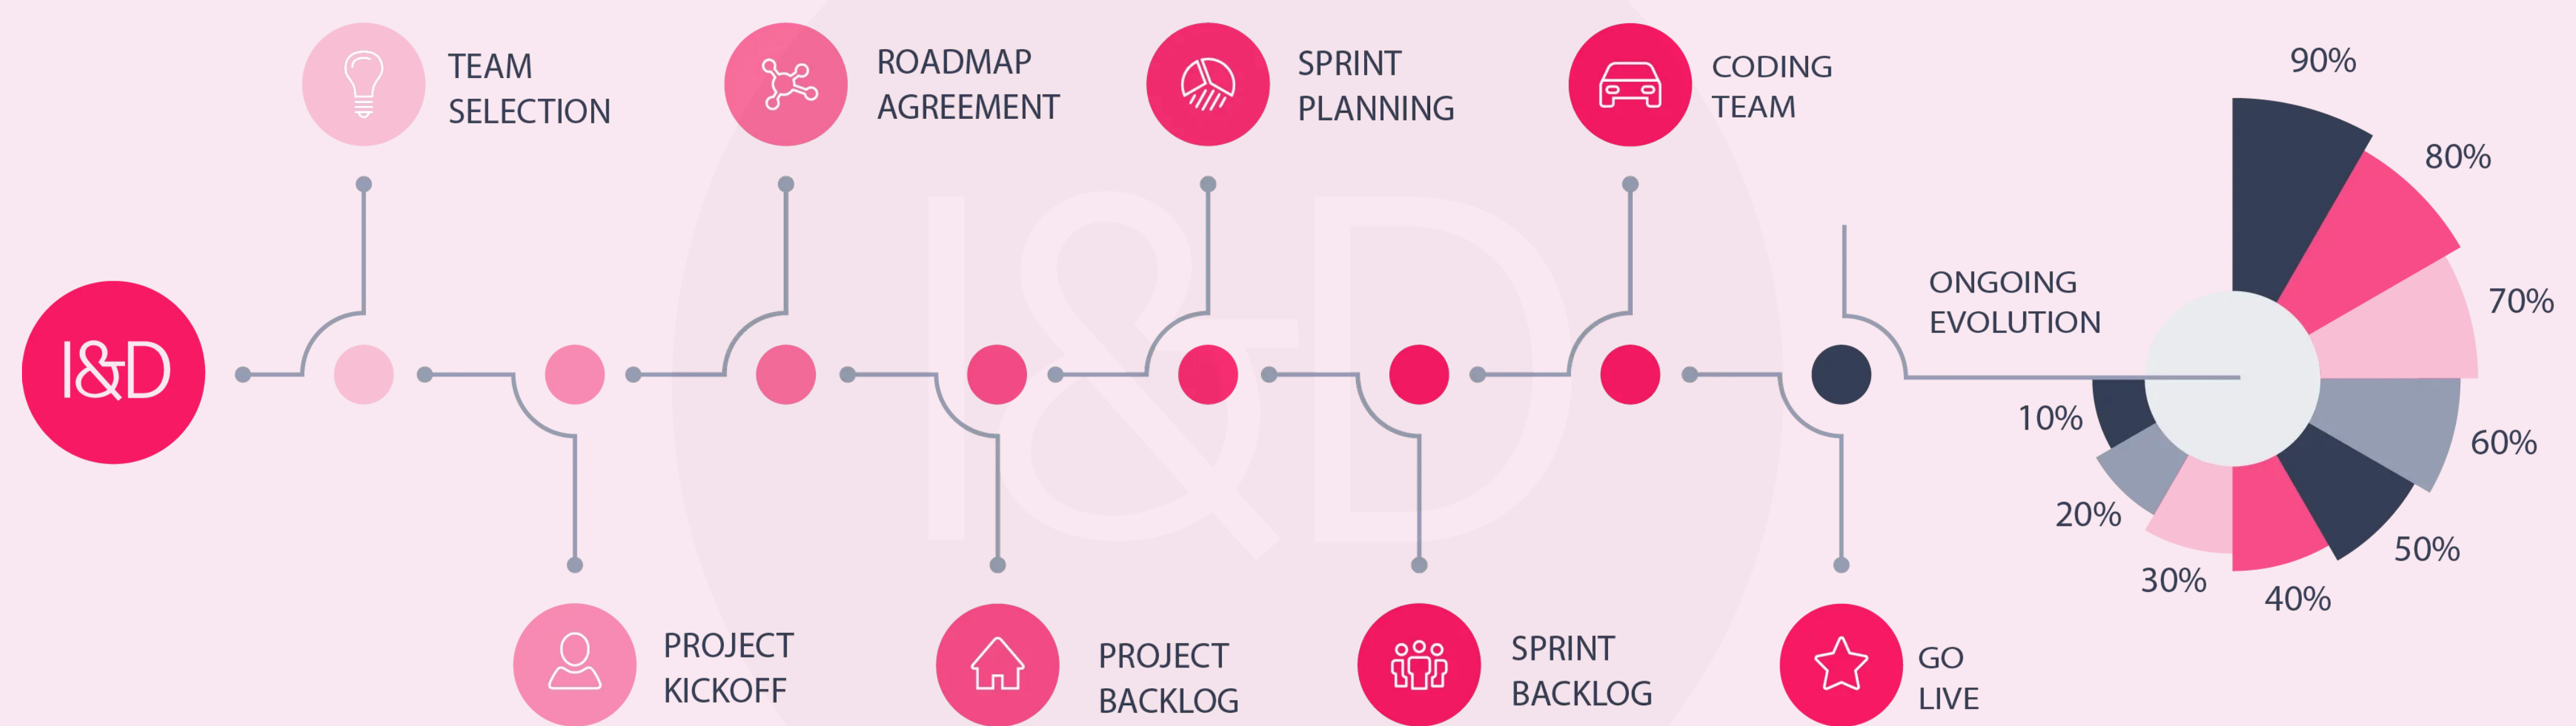 I&D
TEAM
SELECTION
PROJECT
KICKOFF
ROADMAP
AGREEMENT
PROJECT
BACKLOG
SPRINT
PLANNING
SPRINT
BACKLOG
CODING
TEAM
GO
LIVE
ONGOING
EVOLUTION
90%
80%
70%
60%
50%
40%
30%
20%
10%
I&D